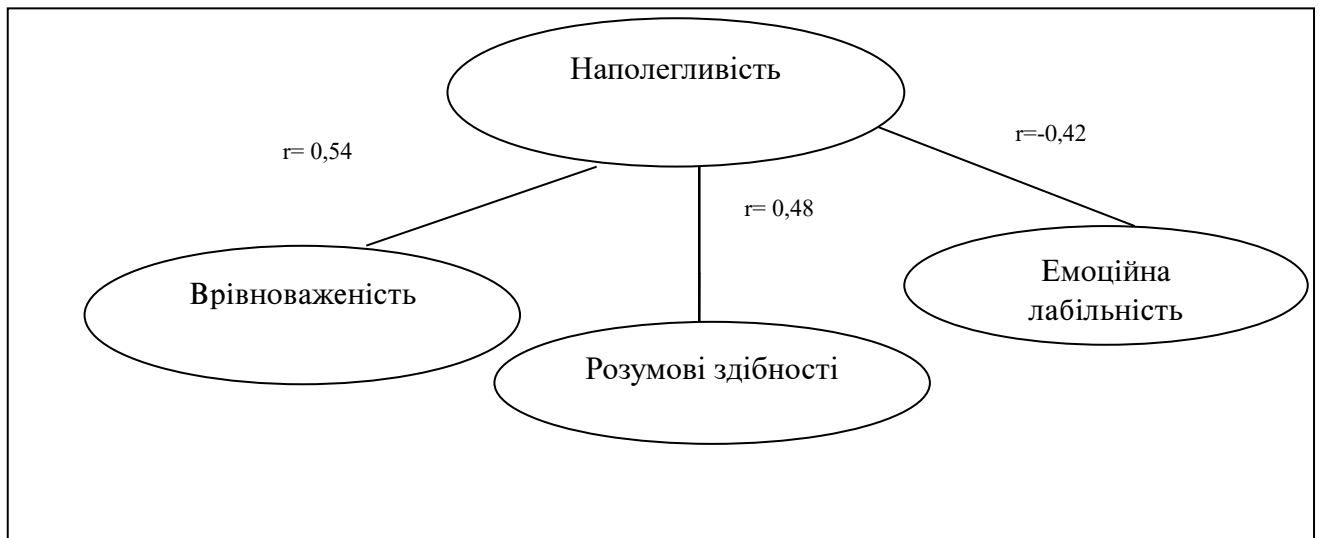 Наполегливість
r=-0,42
r= 0,54
r= 0,48
Емоційна
лабільність
Врівноваженість
Розумові здібності